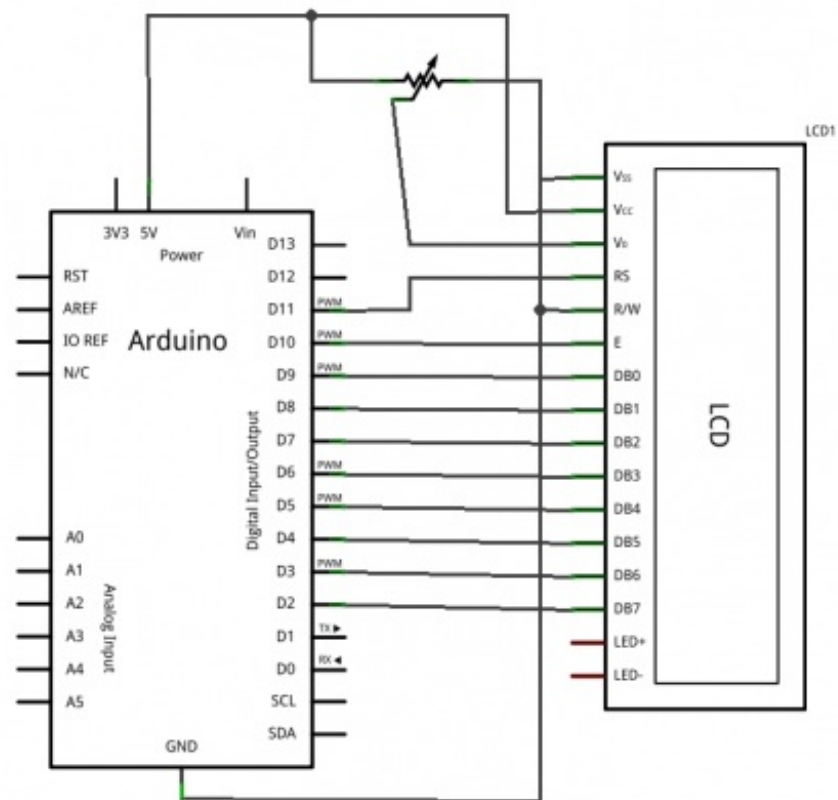 LCD1
3V3 5V Vin
Power
RST
AREF
IO REF
N/C
Arduino
A0
A1
A2
A3
A4
A5
Analog Input
Digital Input/Output
D13
D12
D11 PWM
D10 PWM
D9 PWM
D8
D7
D6 PWM
D5 PWM
D4
D3 PWM
D2
D1 TX ▶
D0 RX ◀
SCL
SDA
GND
Vss
Vcc
V₀
RS
R/W
E
DB0
DB1
DB2
DB3
DB4
DB5
DB6
DB7
LED+
LED-
LCD